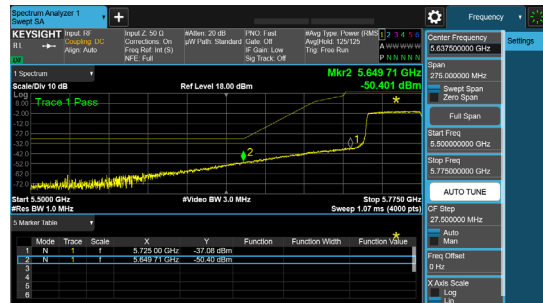 Spectrum Analyzer 1
Swept SA
+
Frequency
Settings
KEYSIGHT
Input: RF
Coupling: DC
Align: Auto
Input Z: 50 Ω
Corrections: On
Freq Ref: Int (S)
NFE: Full
#Atten: 20 dB
µW Path: Standard
PNO: Fast
Gate: Off
IF Gain: Low
Sig Track: Off
#Avg Type: Power (RMS
Avg|Hold: 125/125
Trig: Free Run
1 2 3 4 5 6
A W W W W W
P N N N N N
RL
LW
1 Spectrum
Scale/Div 10 dB
Ref Level 18.00 dBm
Mkr2 5.649 71 GHz
-50.401 dBm
Log
Trace 1 Pass
8.00
-2.00
-12.0
-22.0
-32.0
-42.0
-52.0
-62.0
-72.0
1
2
Start 5.5000 GHz
#Video BW 3.0 MHz
Stop 5.7750 GHz
#Res BW 1.0 MHz
Sweep 1.07 ms (4000 pts)
5 Marker Table
Mode Trace Scale X Y Function Function Width Function Value
1 N 1 f 5.725 00 GHz -37.08 dBm
2 N 1 f 5.649 71 GHz -50.40 dBm
3
4
5
6
Center Frequency
5.637500000 GHz
Span
275.000000 MHz
Swept Span
Zero Span
Full Span
Start Freq
5.500000000 GHz
Stop Freq
5.775000000 GHz
AUTO TUNE
CF Step
27.500000 MHz
Auto
Man
Freq Offset
0 Hz
X Axis Scale
Log
Lin